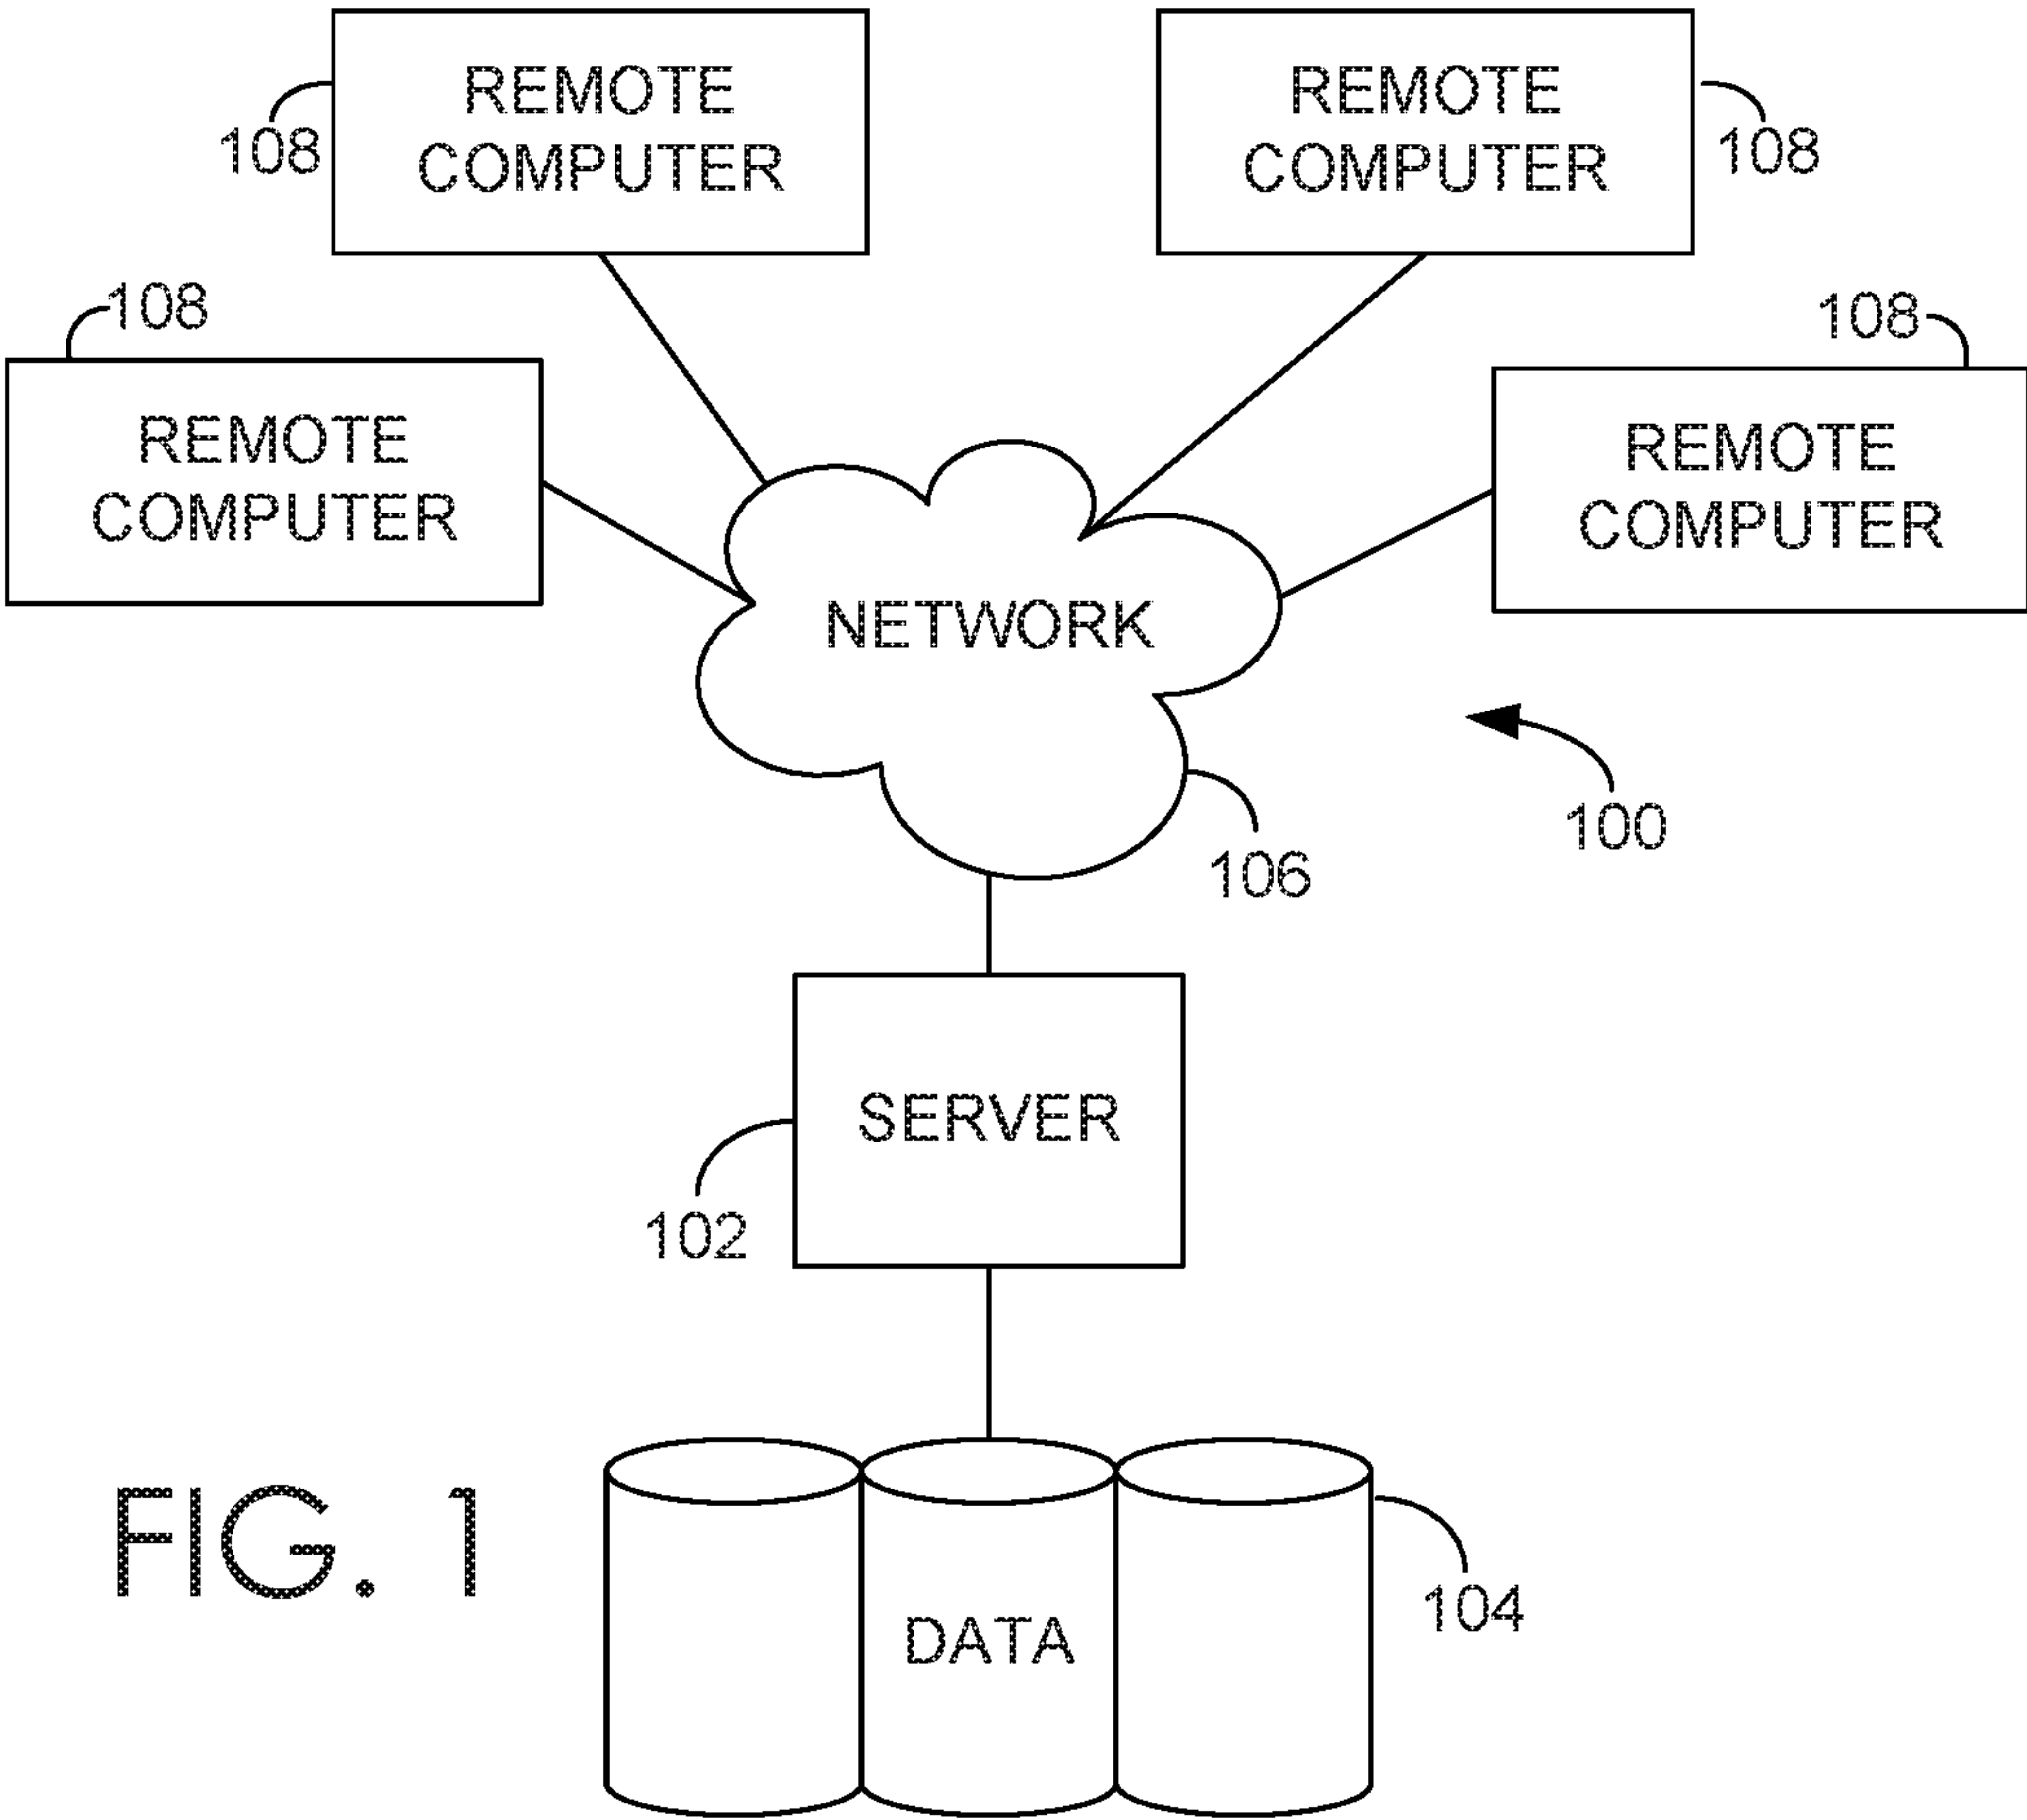 REMOTE
COMPUTER
108
REMOTE
COMPUTER
108
108
REMOTE
COMPUTER
108
REMOTE
COMPUTER
NETWORK
100
106
SERVER
102
DATA
104
FIG. 1